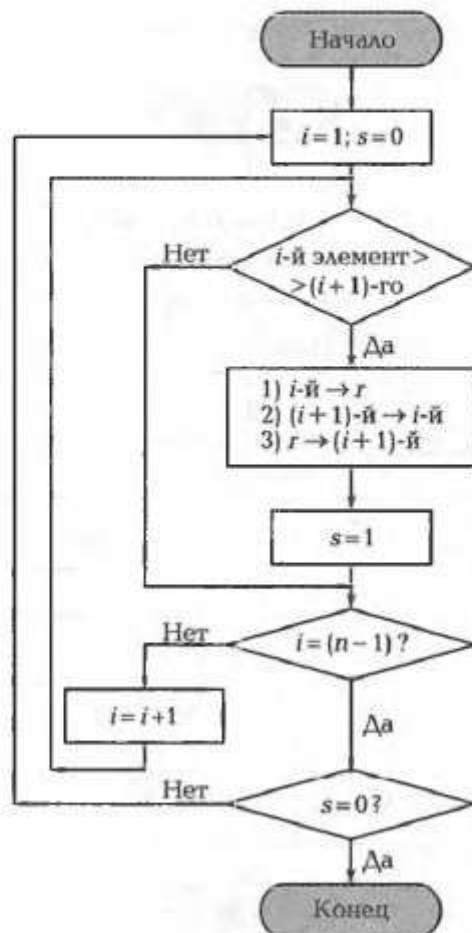 Начало
i=1; s=0
Нет
i-й элемент>
>(i+1)-го
Да
1) i-й → r
2) (i+1)-й → i-й
3) r → (i+1)-й
s=1
Нет
i=(n−1)?
i=i+1
Да
Нет
s=0?
Да
Конец